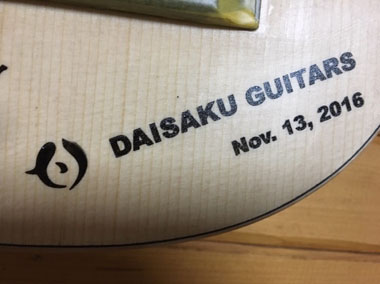 DAISAKU GUITARS
Nov. 13, 2016